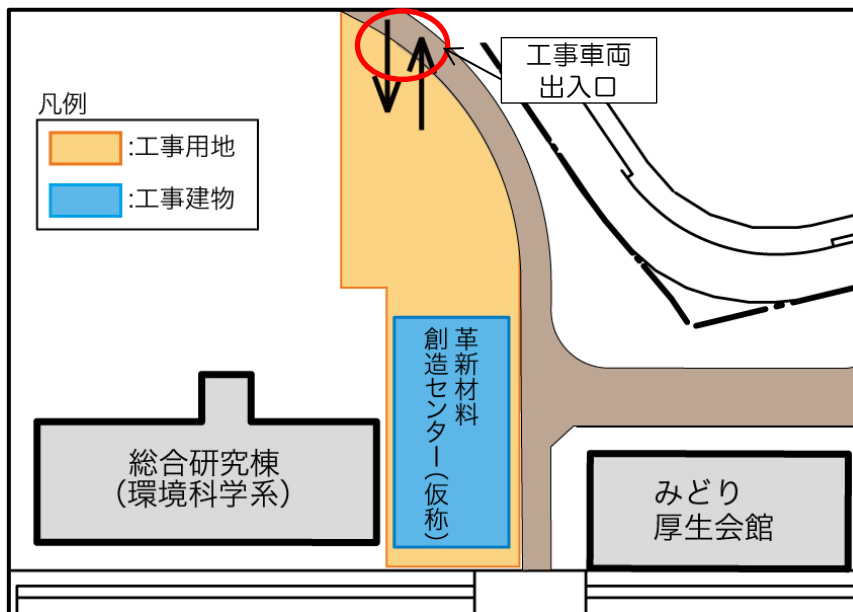 工事車両
出入口
凡例
:工事用地
:工事建物
革新材料
創造センター(仮称)
総合研究棟
(環境科学系)
みどり
厚生会館